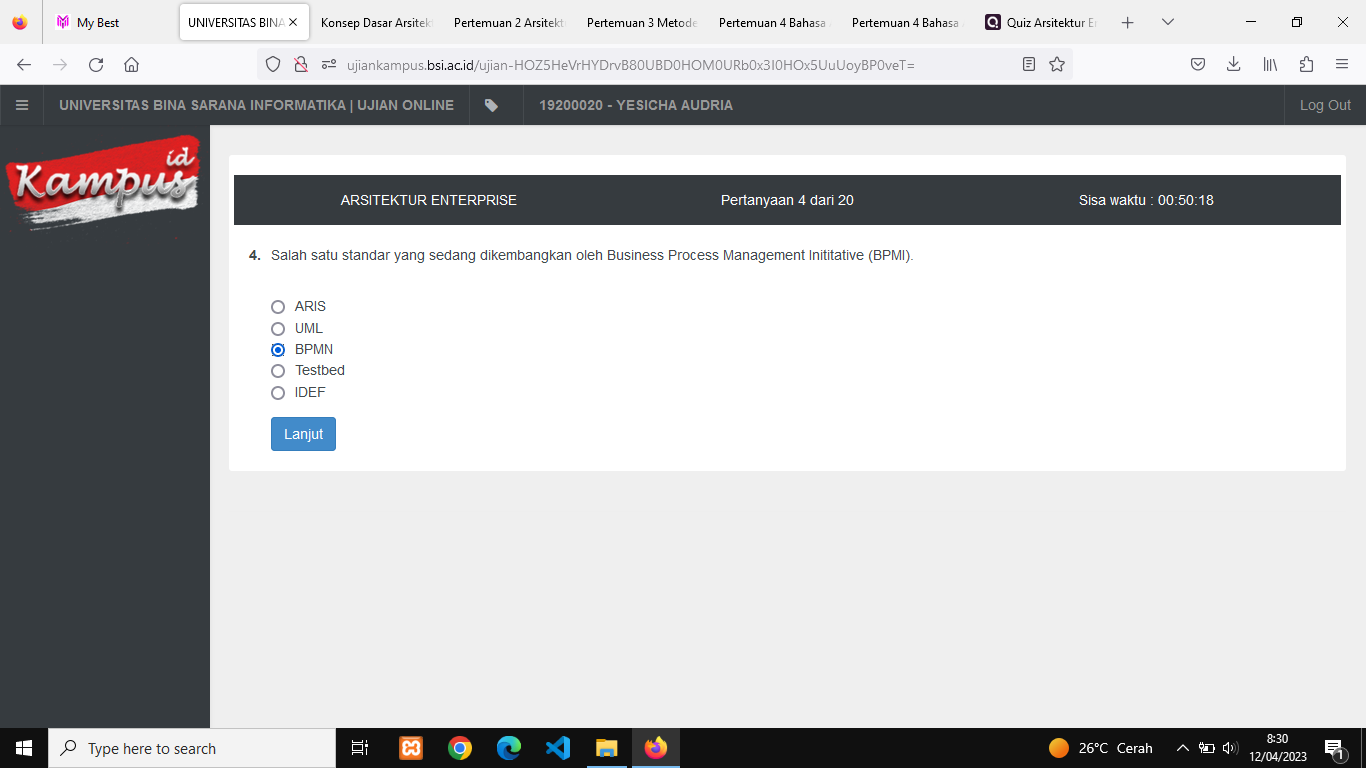 My Best
UNIVERSITAS BINA
Konsep Dasar Arsitekt
Pertemuan 2 Arsitekt
Pertemuan 3 Metode
Pertemuan 4 Bahasa
Pertemuan 4 Bahasa
Quiz Arsitektur En
ujiankampus.bsi.ac.id/ujian-HOZ5HeVrHYDrvB80UBD0HOM0URb0x3I0HOx5UuUoyBP0veT=
UNIVERSITAS BINA SARANA INFORMATIKA | UJIAN ONLINE
19200020 - YESICHA AUDRIA
Log Out
Kampus id
ARSITEKTUR ENTERPRISE
Pertanyaan 4 dari 20
Sisa waktu : 00:50:18
4. Salah satu standar yang sedang dikembangkan oleh Business Process Management Inititative (BPMI).
ARIS
UML
BPMN
Testbed
IDEF
Lanjut
Type here to search
26°C Cerah
8:30
12/04/2023
1